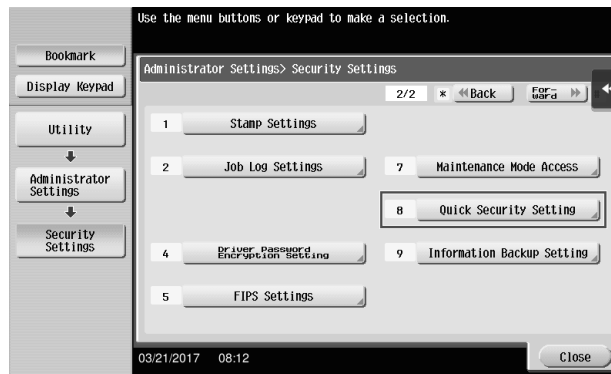 Use the menu buttons or keypad to make a selection.
Bookmark
Display Keypad
Utility
Administrator
Settings
Security
Settings
Administrator Settings> Security Settings
2/2 * Back For-
ward
1 Stamp Settings
2 Job Log Settings
4 Driver Password
Encryption Setting
5 FIPS Settings
7 Maintenance Mode Access
8 Quick Security Setting
9 Information Backup Setting
03/21/2017 08:12
Close